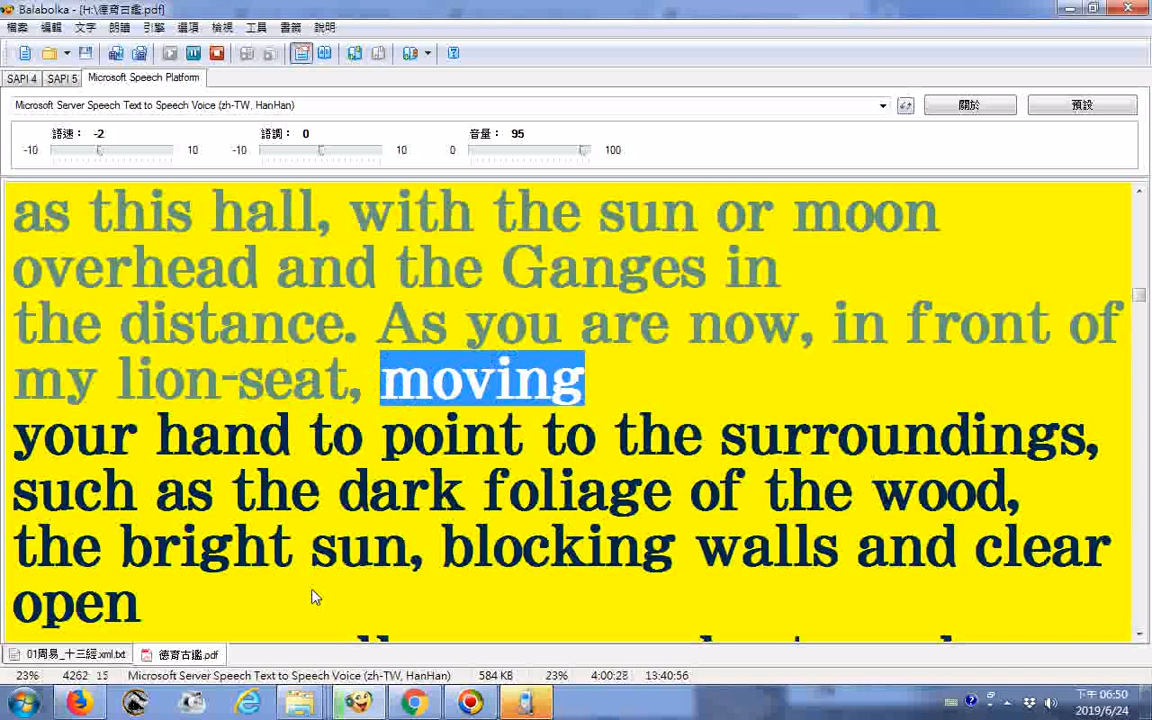 Balabolka - [H:\德育古鑑.pdf]
檔案 編輯 文字 朗讀 引擎 選項 檢視 工具 書籤 說明
SAPI 4 SAPI 5 Microsoft Speech Platform
Microsoft Server Speech Text to Speech Voice (zh-TW, HanHan) 關於 預設
語速： -2 語調： 0 音量： 95
-10 10 -10 10 0 100
as this hall, with the sun or moon
overhead and the Ganges in
the distance. As you are now, in front of
my lion-seat, moving
your hand to point to the surroundings,
such as the dark foliage of the wood,
the bright sun, blocking walls and clear
open
01周易_十三經.xml.txt 德育古鑑.pdf
23% 4262 15 Microsoft Server Speech Text to Speech Voice (zh-TW, HanHan) 584 KB 23% 4:00:28 13:40:56
下午 06:50
2019/6/24